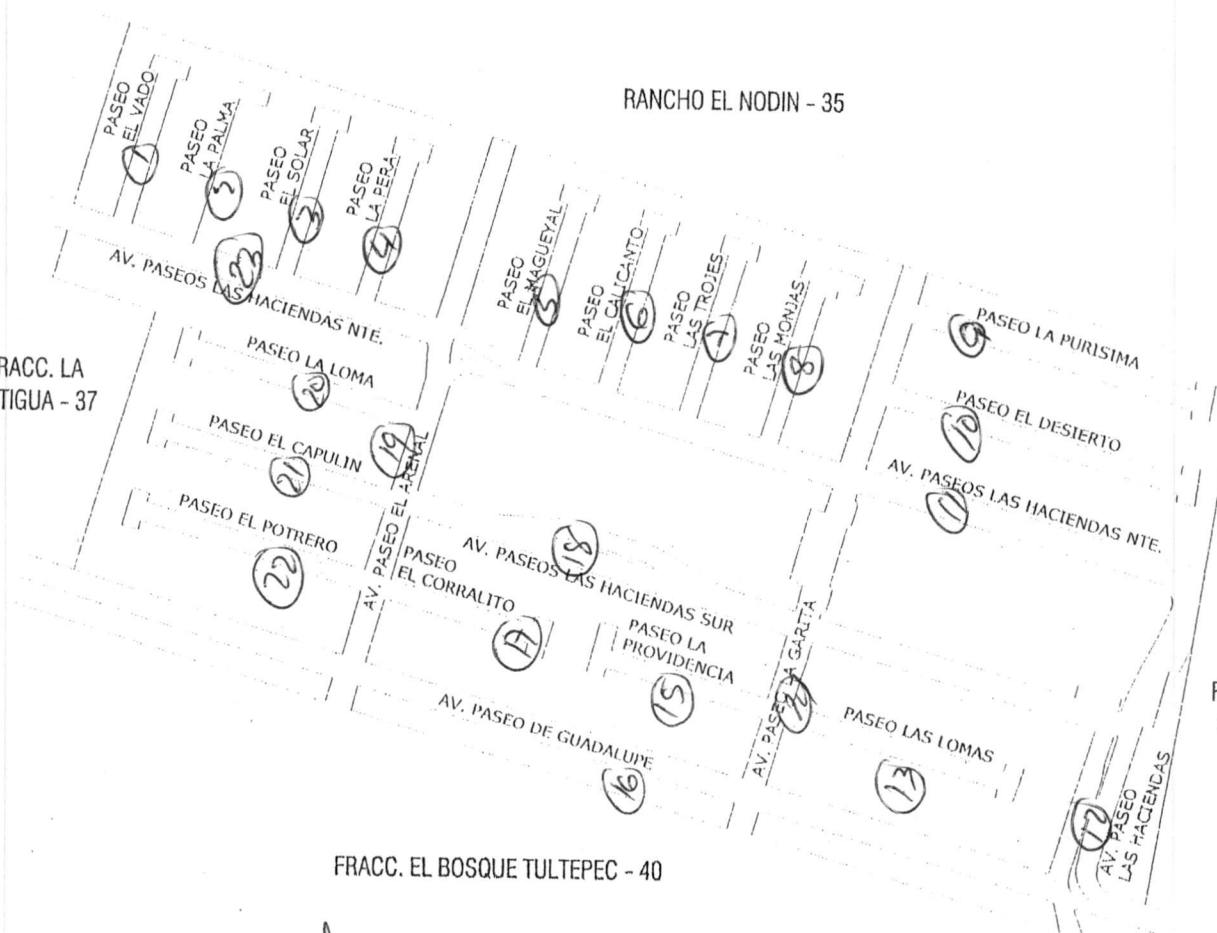 RANCHO EL NODIN - 35
PASEO
EL VADO
1
PASEO
LA PALMA
PASEO
EL SOLAR
3
PASEO
LA PERA
4
AV. PASEOS LAS HACIENDAS NTE.
23
PASEO
EL MAGUEYAL
5
PASEO
EL CALICANTO
6
PASEO
LAS TROJES
7
PASEO
LAS MONJAS
8
PASEO LA PURISIMA
9
PASEO EL DESIERTO
10
AV. PASEOS LAS HACIENDAS NTE.
11
RACC. LA
TIGUA - 37
PASEO LA LOMA
20
PASEO EL CAPULIN
21
PASEO EL POTRERO
22
19
AV. PASEO EL ARENAL
PASEO
EL CORRALITO
17
18
AV. PASEOS LAS HACIENDAS SUR
PASEO LA
PROVIDENCIA
15
AV. PASEO LA GARITA
AV. PASEO DE GUADALUPE
16
PASEO LAS LOMAS
13
12
AV. PASEO
LAS HACIENDAS
FRACC. EL BOSQUE TULTEPEC - 40